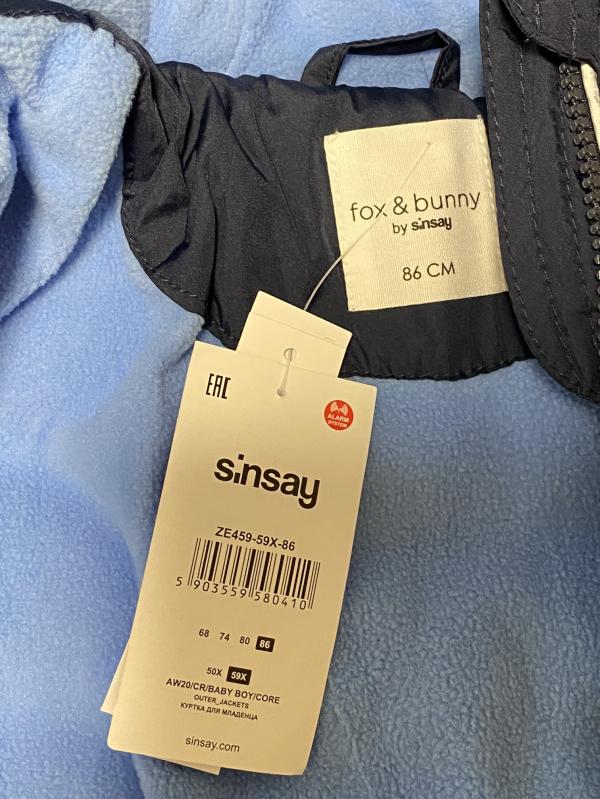 fox & bunny
by sinsay
86 CM
EAC
ALARM
SYSTEM
sinsay
ZE459-59X-86
5 903559 580410
68 74 80 86
50X 59X
AW20/CR/BABY BOY/CORE
OUTER_JACKETS
КУРТКА ДЛЯ МЛАДЕНЦА
sinsay.com